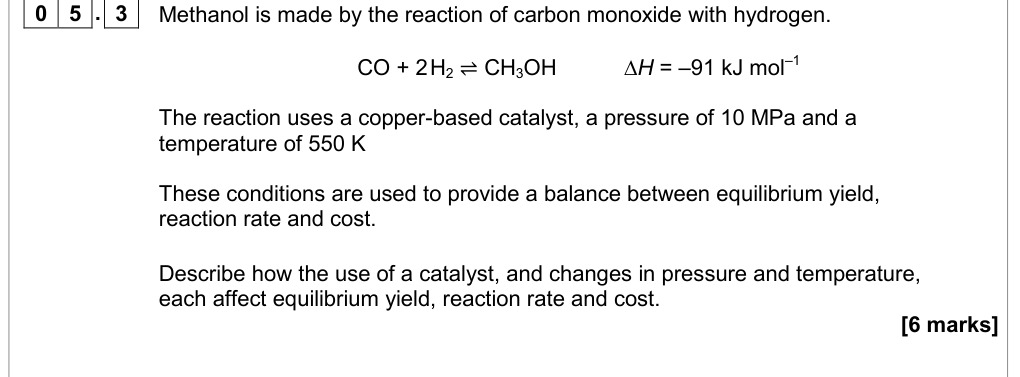 0 5 . 3 Methanol is made by the reaction of carbon monoxide with hydrogen.
CO + 2H₂ ⇌ CH₃OH ΔH = –91 kJ mol⁻¹
The reaction uses a copper-based catalyst, a pressure of 10 MPa and a
temperature of 550 K
These conditions are used to provide a balance between equilibrium yield,
reaction rate and cost.
Describe how the use of a catalyst, and changes in pressure and temperature,
each affect equilibrium yield, reaction rate and cost.
[6 marks]